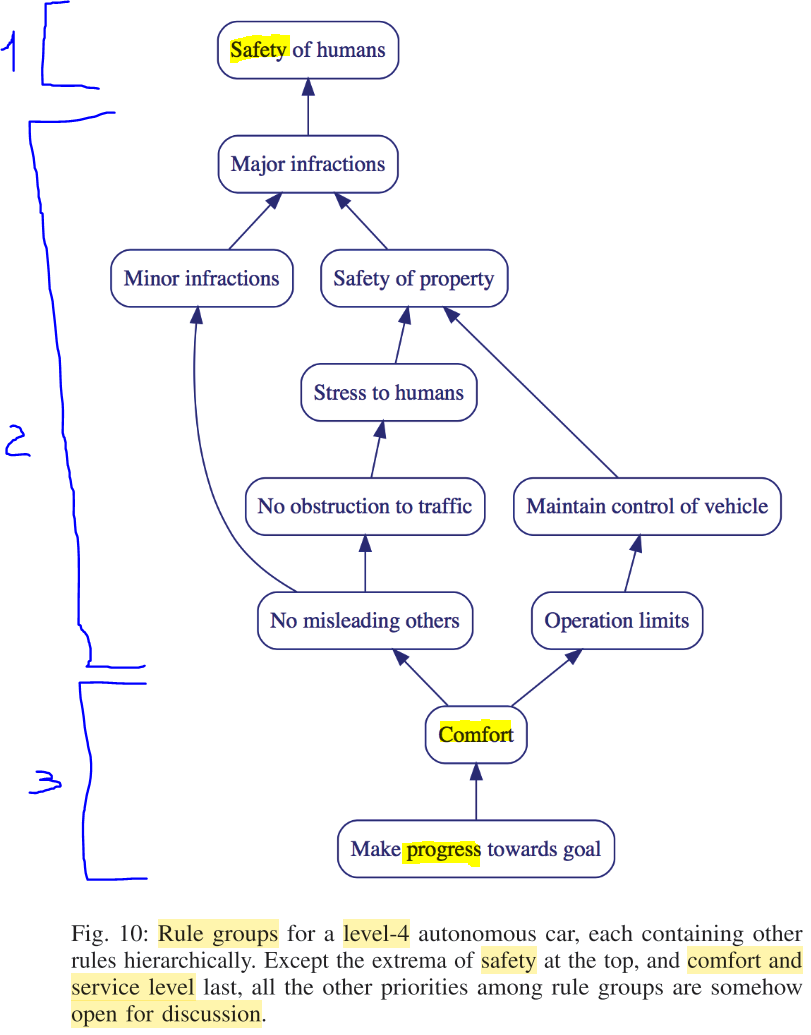 1
Safety of humans
Major infractions
Minor infractions
Safety of property
Stress to humans
2
No obstruction to traffic
Maintain control of vehicle
No misleading others
Operation limits
Comfort
3
Make progress towards goal
Fig. 10: Rule groups for a level-4 autonomous car, each containing other
rules hierarchically. Except the extrema of safety at the top, and comfort and
service level last, all the other priorities among rule groups are somehow
open for discussion.